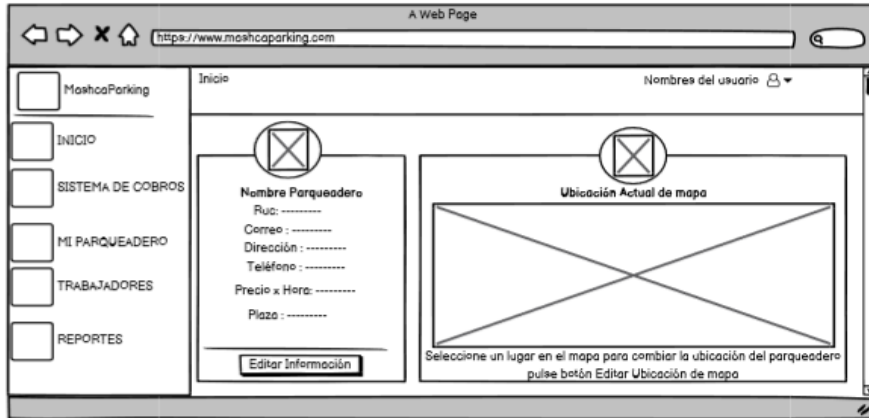 A Web Page
https://www.mashcaparking.com
MashcaParking
INICIO
SISTEMA DE COBROS
MI PARQUEADERO
TRABAJADORES
REPORTES
Inicio
Nombres del usuario
Nombre Parqueadero
Ruc: ---------
Correo : ---------
Dirección : ---------
Teléfono : ---------
Precio x Hora: ---------
Plaza : ---------
Editar Información
Ubicación Actual de mapa
Seleccione un lugar en el mapa para combiar la ubicación del parqueadero
pulse botón Editar Ubicación de mapa